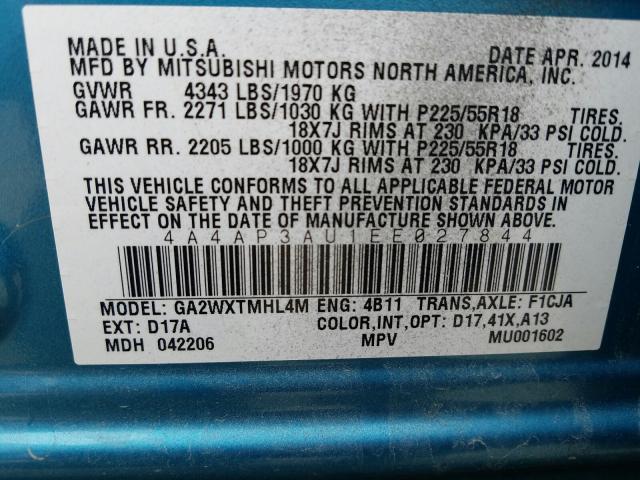 MADE IN U.S.A. DATE APR. 2014
MFD BY MITSUBISHI MOTORS NORTH AMERICA, INC.
GVWR 4343 LBS/1970 KG
GAWR FR. 2271 LBS/1030 KG WITH P225/55R18 TIRES.
18X7J RIMS AT 230 KPA/33 PSI COLD.
GAWR RR. 2205 LBS/1000 KG WITH P225/55R18 TIRES.
18X7J RIMS AT 230 KPA/33 PSI COLD.
THIS VEHICLE CONFORMS TO ALL APPLICABLE FEDERAL MOTOR
VEHICLE SAFETY AND THEFT PREVENTION STANDARDS IN
EFFECT ON THE DATE OF MANUFACTURE SHOWN ABOVE.
4A4AP3AU1EE027844
MODEL: GA2WXTMHL4M ENG: 4B11 TRANS,AXLE: F1CJA
EXT: D17A COLOR,INT,OPT: D17,41X,A13
MDH 042206 MPV MU001602